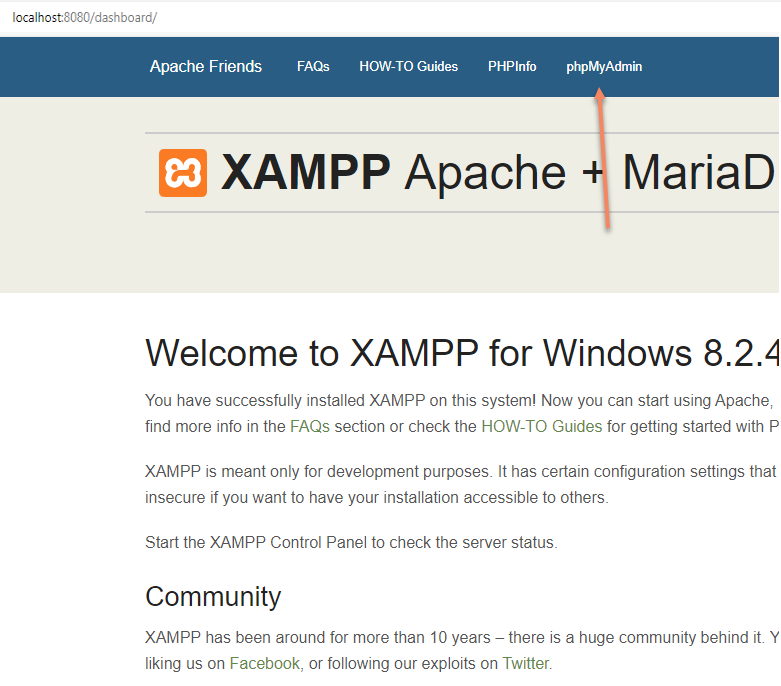 localhost:8080/dashboard/
Apache Friends FAQs HOW-TO Guides PHPInfo phpMyAdmin
XAMPP Apache + MariaD
Welcome to XAMPP for Windows 8.2.4
You have successfully installed XAMPP on this system! Now you can start using Apache,
find more info in the FAQs section or check the HOW-TO Guides for getting started with P
XAMPP is meant only for development purposes. It has certain configuration settings that
insecure if you want to have your installation accessible to others.
Start the XAMPP Control Panel to check the server status.
Community
XAMPP has been around for more than 10 years – there is a huge community behind it. Y
liking us on Facebook, or following our exploits on Twitter.